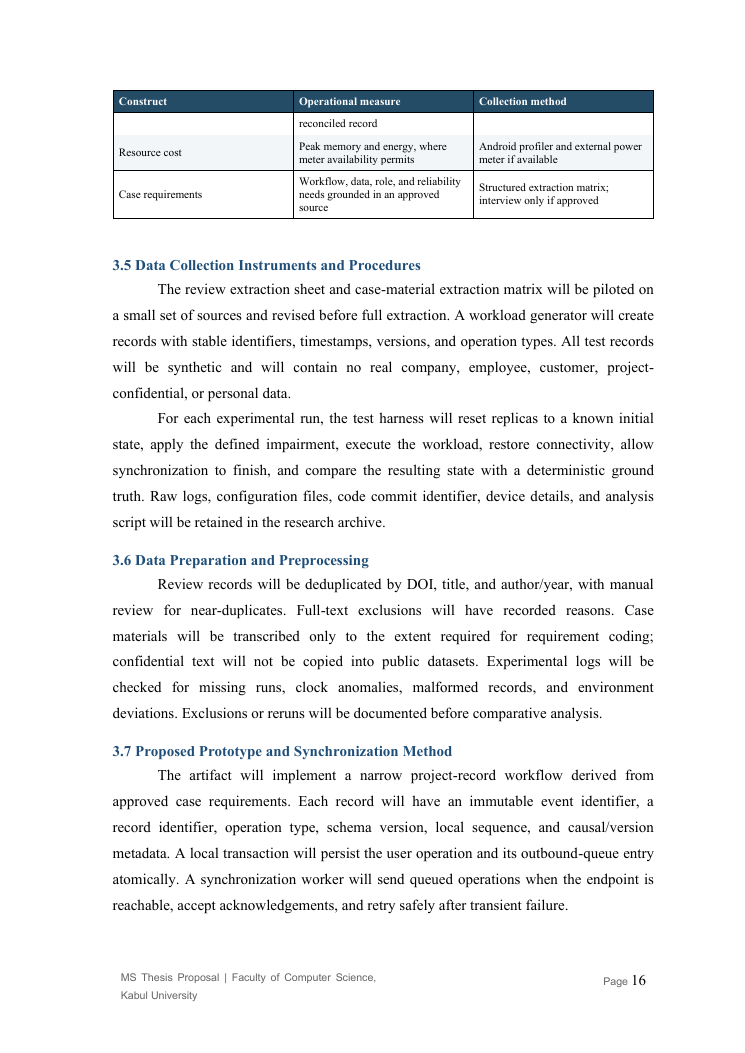 Construct Operational measure Collection method
reconciled record
Resource cost
Peak memory and energy, where
meter availability permits
Android profiler and external power
meter if available
Case requirements
Workflow, data, role, and reliability
needs grounded in an approved
source
Structured extraction matrix;
interview only if approved
3.5 Data Collection Instruments and Procedures
The review extraction sheet and case-material extraction matrix will be piloted on
a small set of sources and revised before full extraction. A workload generator will create
records with stable identifiers, timestamps, versions, and operation types. All test records
will be synthetic and will contain no real company, employee, customer, project-
confidential, or personal data.
For each experimental run, the test harness will reset replicas to a known initial
state, apply the defined impairment, execute the workload, restore connectivity, allow
synchronization to finish, and compare the resulting state with a deterministic ground
truth. Raw logs, configuration files, code commit identifier, device details, and analysis
script will be retained in the research archive.
3.6 Data Preparation and Preprocessing
Review records will be deduplicated by DOI, title, and author/year, with manual
review for near-duplicates. Full-text exclusions will have recorded reasons. Case
materials will be transcribed only to the extent required for requirement coding;
confidential text will not be copied into public datasets. Experimental logs will be
checked for missing runs, clock anomalies, malformed records, and environment
deviations. Exclusions or reruns will be documented before comparative analysis.
3.7 Proposed Prototype and Synchronization Method
The artifact will implement a narrow project-record workflow derived from
approved case requirements. Each record will have an immutable event identifier, a
record identifier, operation type, schema version, local sequence, and causal/version
metadata. A local transaction will persist the user operation and its outbound-queue entry
atomically. A synchronization worker will send queued operations when the endpoint is
reachable, accept acknowledgements, and retry safely after transient failure.
MS Thesis Proposal | Faculty of Computer Science,
Kabul University
Page 16